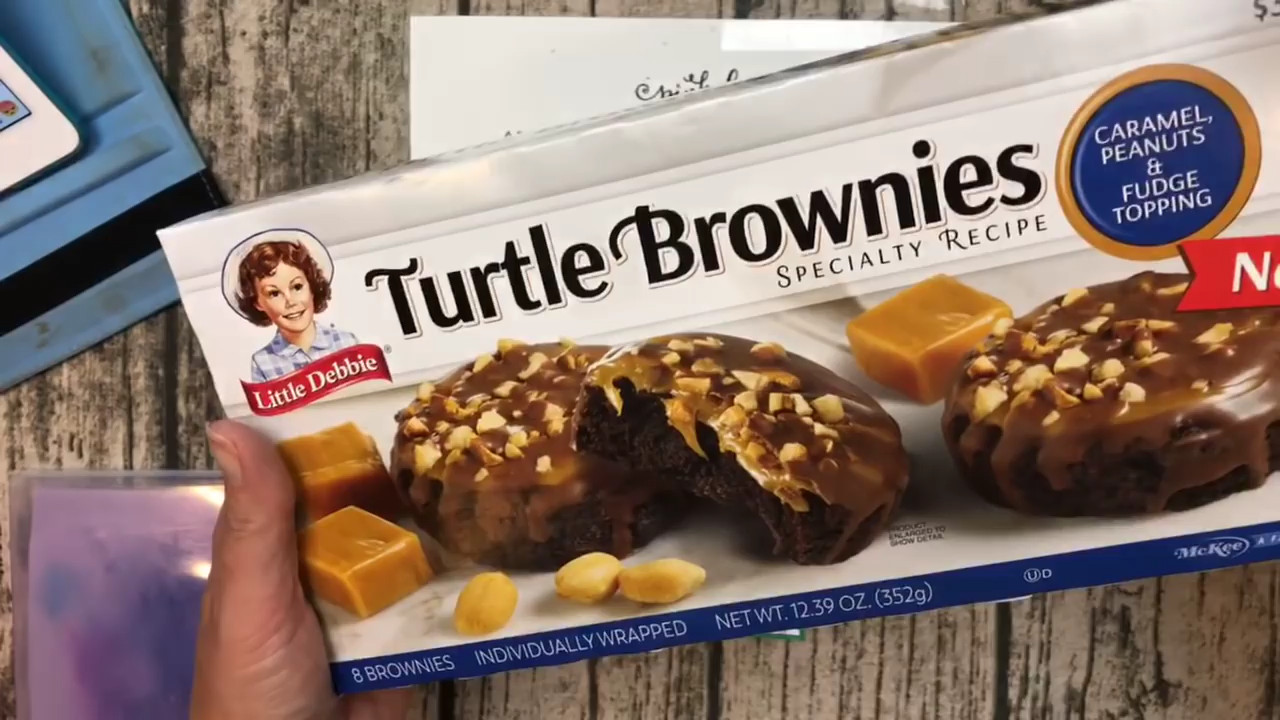 CARAMEL,
PEANUTS
&
FUDGE
TOPPING
Turtle Brownies
SPECIALTY RECIPE
Little Debbie®
PRODUCT
ENLARGED TO
SHOW DETAIL
McKee
8 BROWNIES INDIVIDUALLY WRAPPED NET WT. 12.39 OZ. (352g) UD